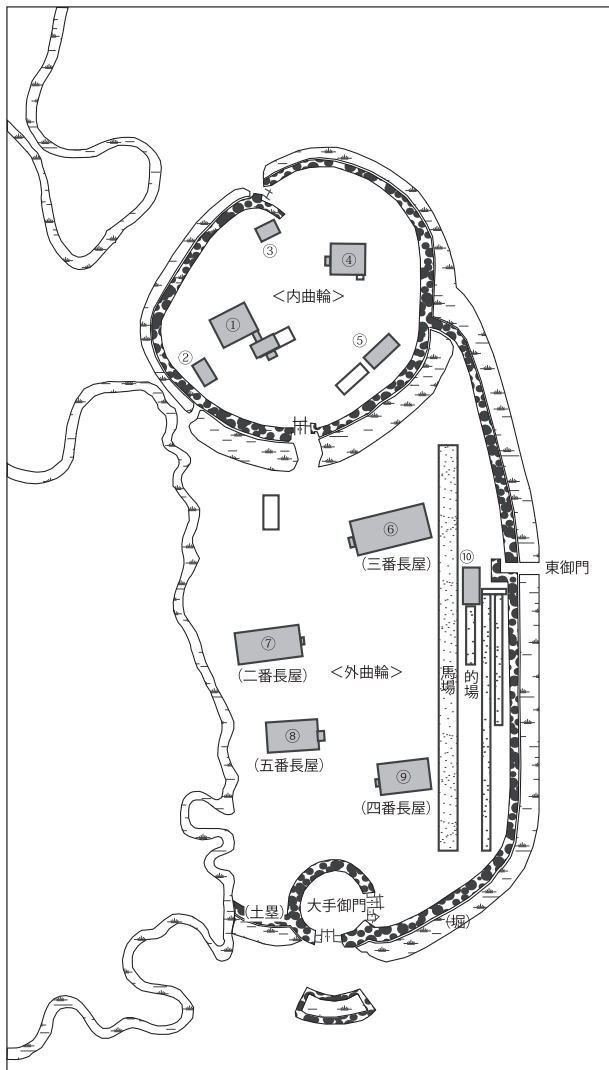 ③
④
<内曲輪>
①
⑤
②
⑥
⑩
(三番長屋)
東御門
⑦
(二番長屋)
<外曲輪>
馬場
的場
⑧
(五番長屋)
⑨
(四番長屋)
(土塁)
大手御門
(堀)